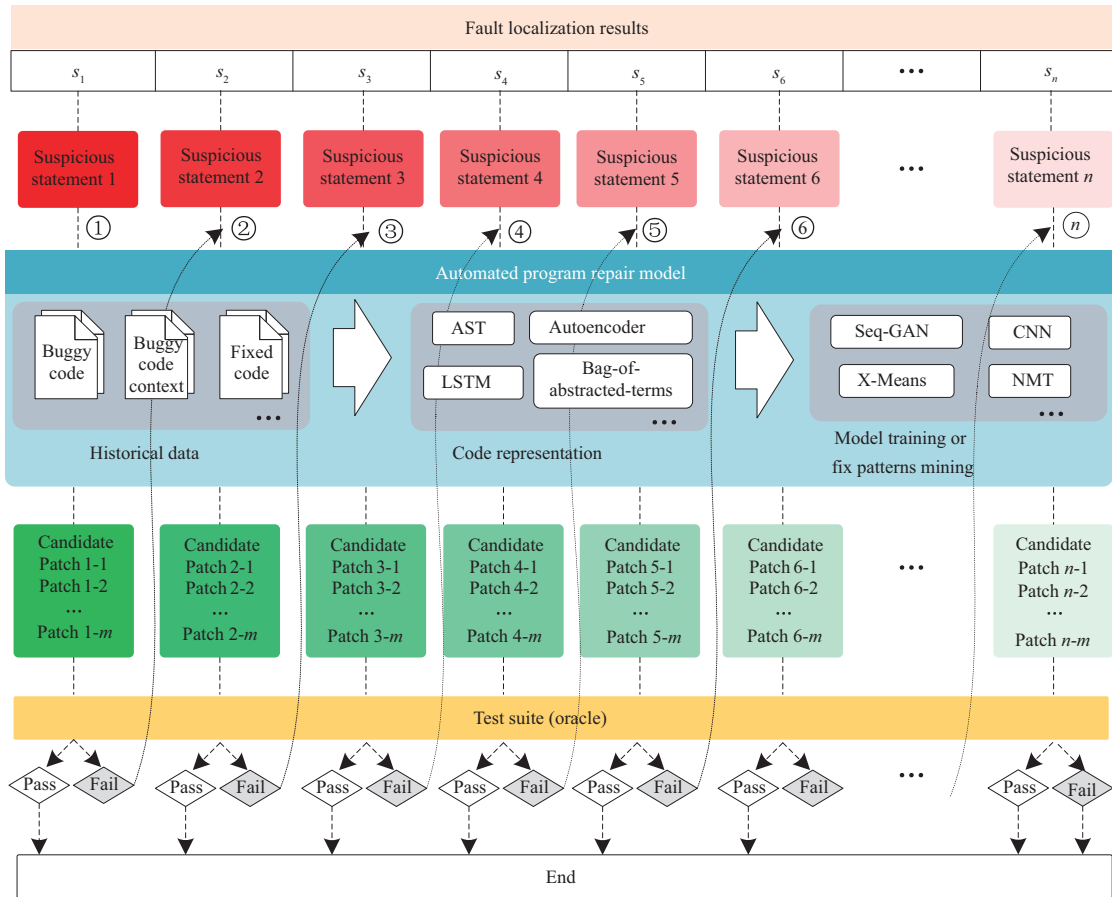 Fault localization results
s1 s2 s3 s4 s5 s6 ... sn
Suspicious
statement 1
Suspicious
statement 2
Suspicious
statement 3
Suspicious
statement 4
Suspicious
statement 5
Suspicious
statement 6
...
Suspicious
statement n
① ② ③ ④ ⑤ ⑥ ⓝ
Automated program repair model
Buggy
code
Buggy
code
context
Fixed
code
...
Historical data
AST
Autoencoder
LSTM
Bag-of-
abstracted-terms
...
Code representation
Seq-GAN
CNN
X-Means
NMT
...
Model training or
fix patterns mining
Candidate
Patch 1-1
Patch 1-2
...
Patch 1-m
Candidate
Patch 2-1
Patch 2-2
...
Patch 2-m
Candidate
Patch 3-1
Patch 3-2
...
Patch 3-m
Candidate
Patch 4-1
Patch 4-2
...
Patch 4-m
Candidate
Patch 5-1
Patch 5-2
...
Patch 5-m
Candidate
Patch 6-1
Patch 6-2
...
Patch 6-m
...
Candidate
Patch n-1
Patch n-2
...
Patch n-m
Test suite (oracle)
Pass Fail Pass Fail Pass Fail Pass Fail Pass Fail Pass Fail ... Pass Fail
End